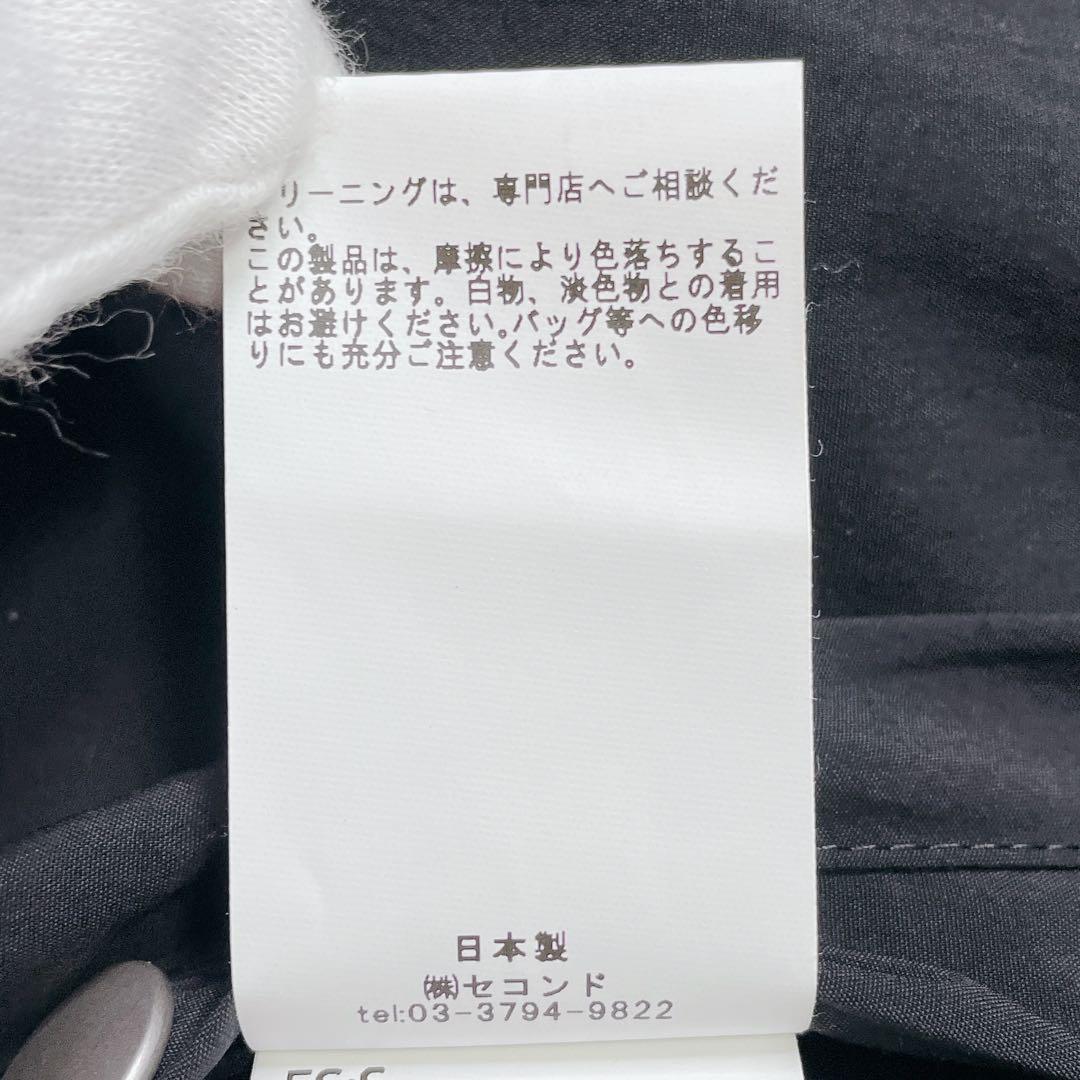 リーニングは、専門店へご相談くだ
さい。
この製品は、摩擦により色落ちするこ
とがあります。白物、淡色物との着用
はお避けください。バッグ等への色移
りにも充分ご注意ください。
日本製
㈱セコンド
tel:03-3794-9822